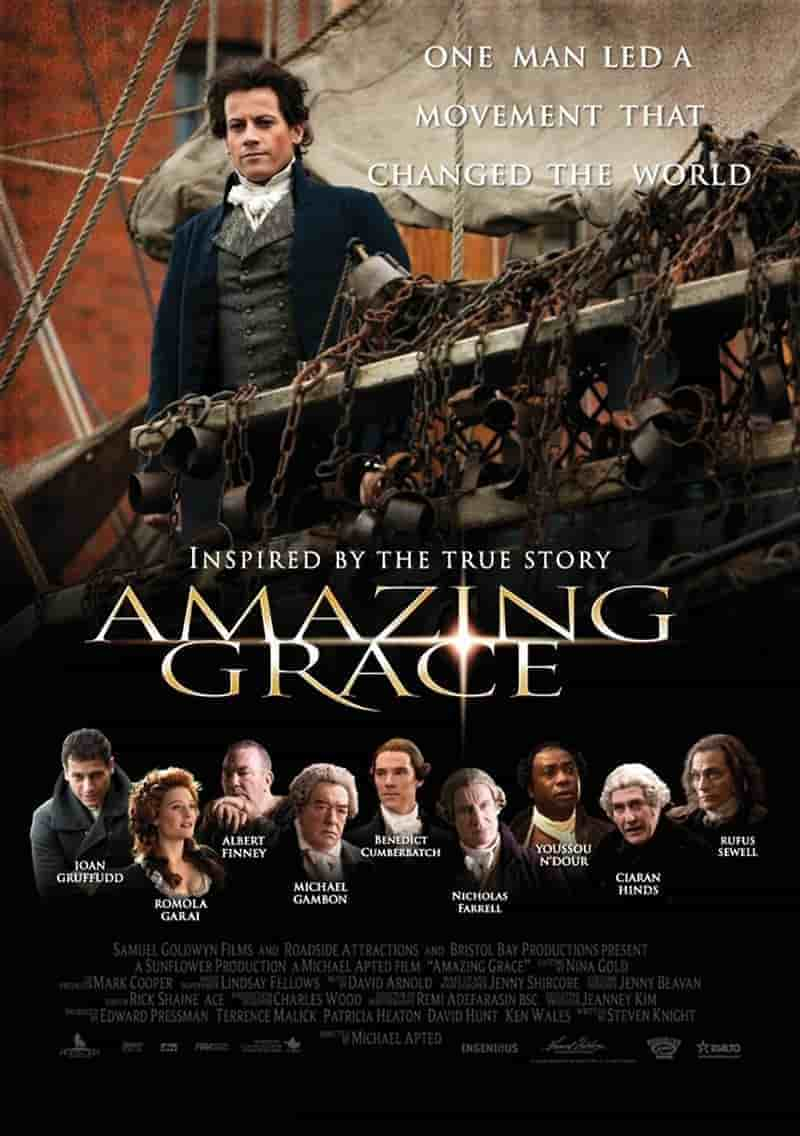 ONE MAN LED A
MOVEMENT THAT
CHANGED THE WORLD
INSPIRED BY THE TRUE STORY
AMAZING
GRACE
IOAN
GRUFFUDD
ROMOLA
GARAI
ALBERT
FINNEY
MICHAEL
GAMBON
BENEDICT
CUMBERBATCH
NICHOLAS
FARRELL
YOUSSOU
N'DOUR
CIARAN
HINDS
RUFUS
SEWELL
SAMUEL GOLDWYN FILMS AND ROADSIDE ATTRACTIONS AND BRISTOL BAY PRODUCTIONS PRESENT
A SUNFLOWER PRODUCTION A MICHAEL APTED FILM "AMAZING GRACE" NINA GOLD
MARK COOPER LINDSAY FELLOWS DAVID ARNOLD JENNY SHIRCORE JENNY BEAVAN
RICK SHAINE ACE CHARLES WOOD REMI ADEFARASIN BSC JEANNEY KIM
EDWARD PRESSMAN TERRENCE MALICK PATRICIA HEATON DAVID HUNT KEN WALES STEVEN KNIGHT
MICHAEL APTED
INGENIOUS
RIALTO